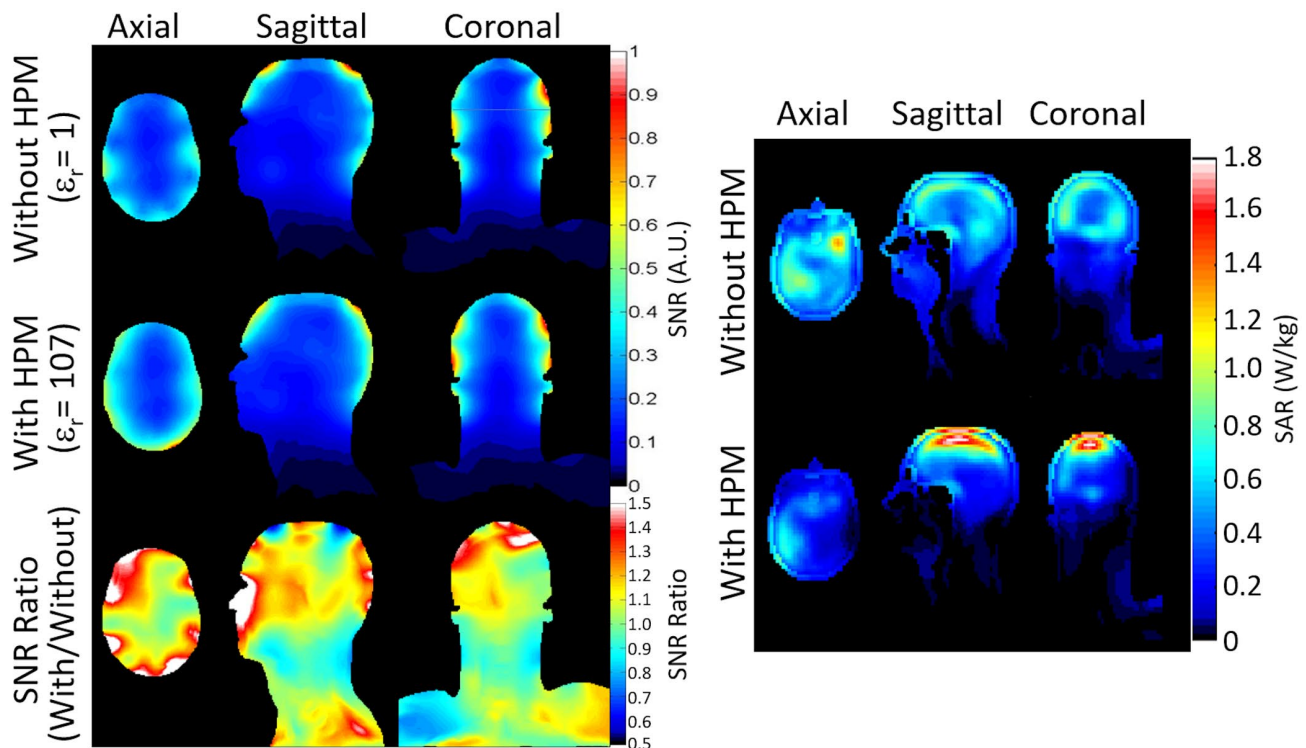 Axial Sagittal Coronal
Without HPM
(εr= 1)
1
0.9
0.8
0.7
0.6
0.5
0.4
0.3
0.2
0.1
0
SNR (A.U.)
With HPM
(εr= 107)
SNR Ratio
(With/Without)
1.5
1.4
1.3
1.2
1.1
1.0
0.9
0.8
0.7
0.6
0.5
SNR Ratio
Axial Sagittal Coronal
Without HPM
With HPM
1.8
1.6
1.4
1.2
1.0
0.8
0.6
0.4
0.2
0
SAR (W/kg)